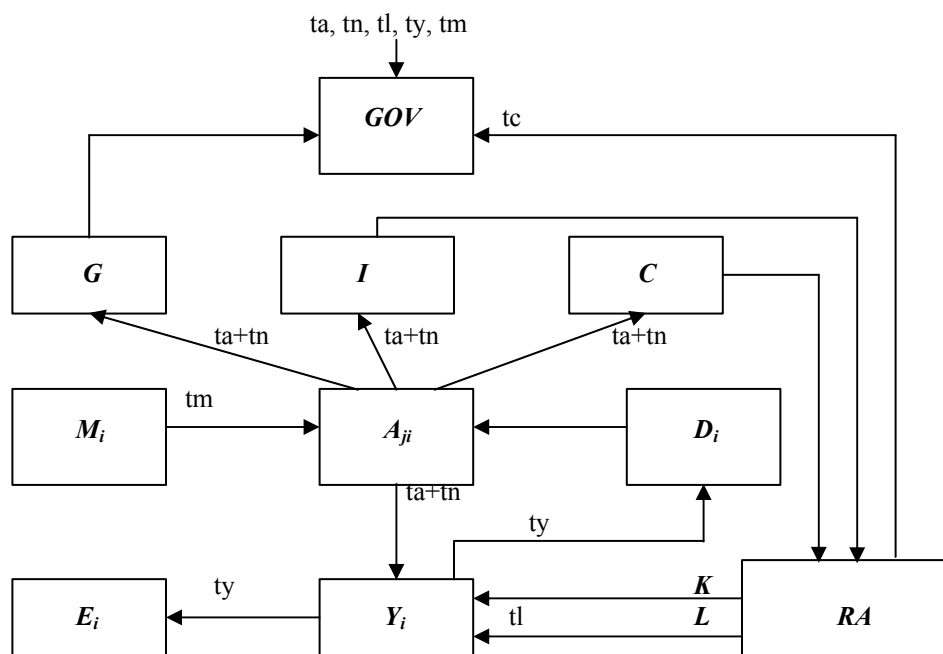 ta, tn, tl, ty, tm
GOV
tc
G
I
C
ta+tn
ta+tn
ta+tn
tm
M_i
A_ji
D_i
ta+tn
ty
ty
K
E_i
Y_i
tl
L
RA